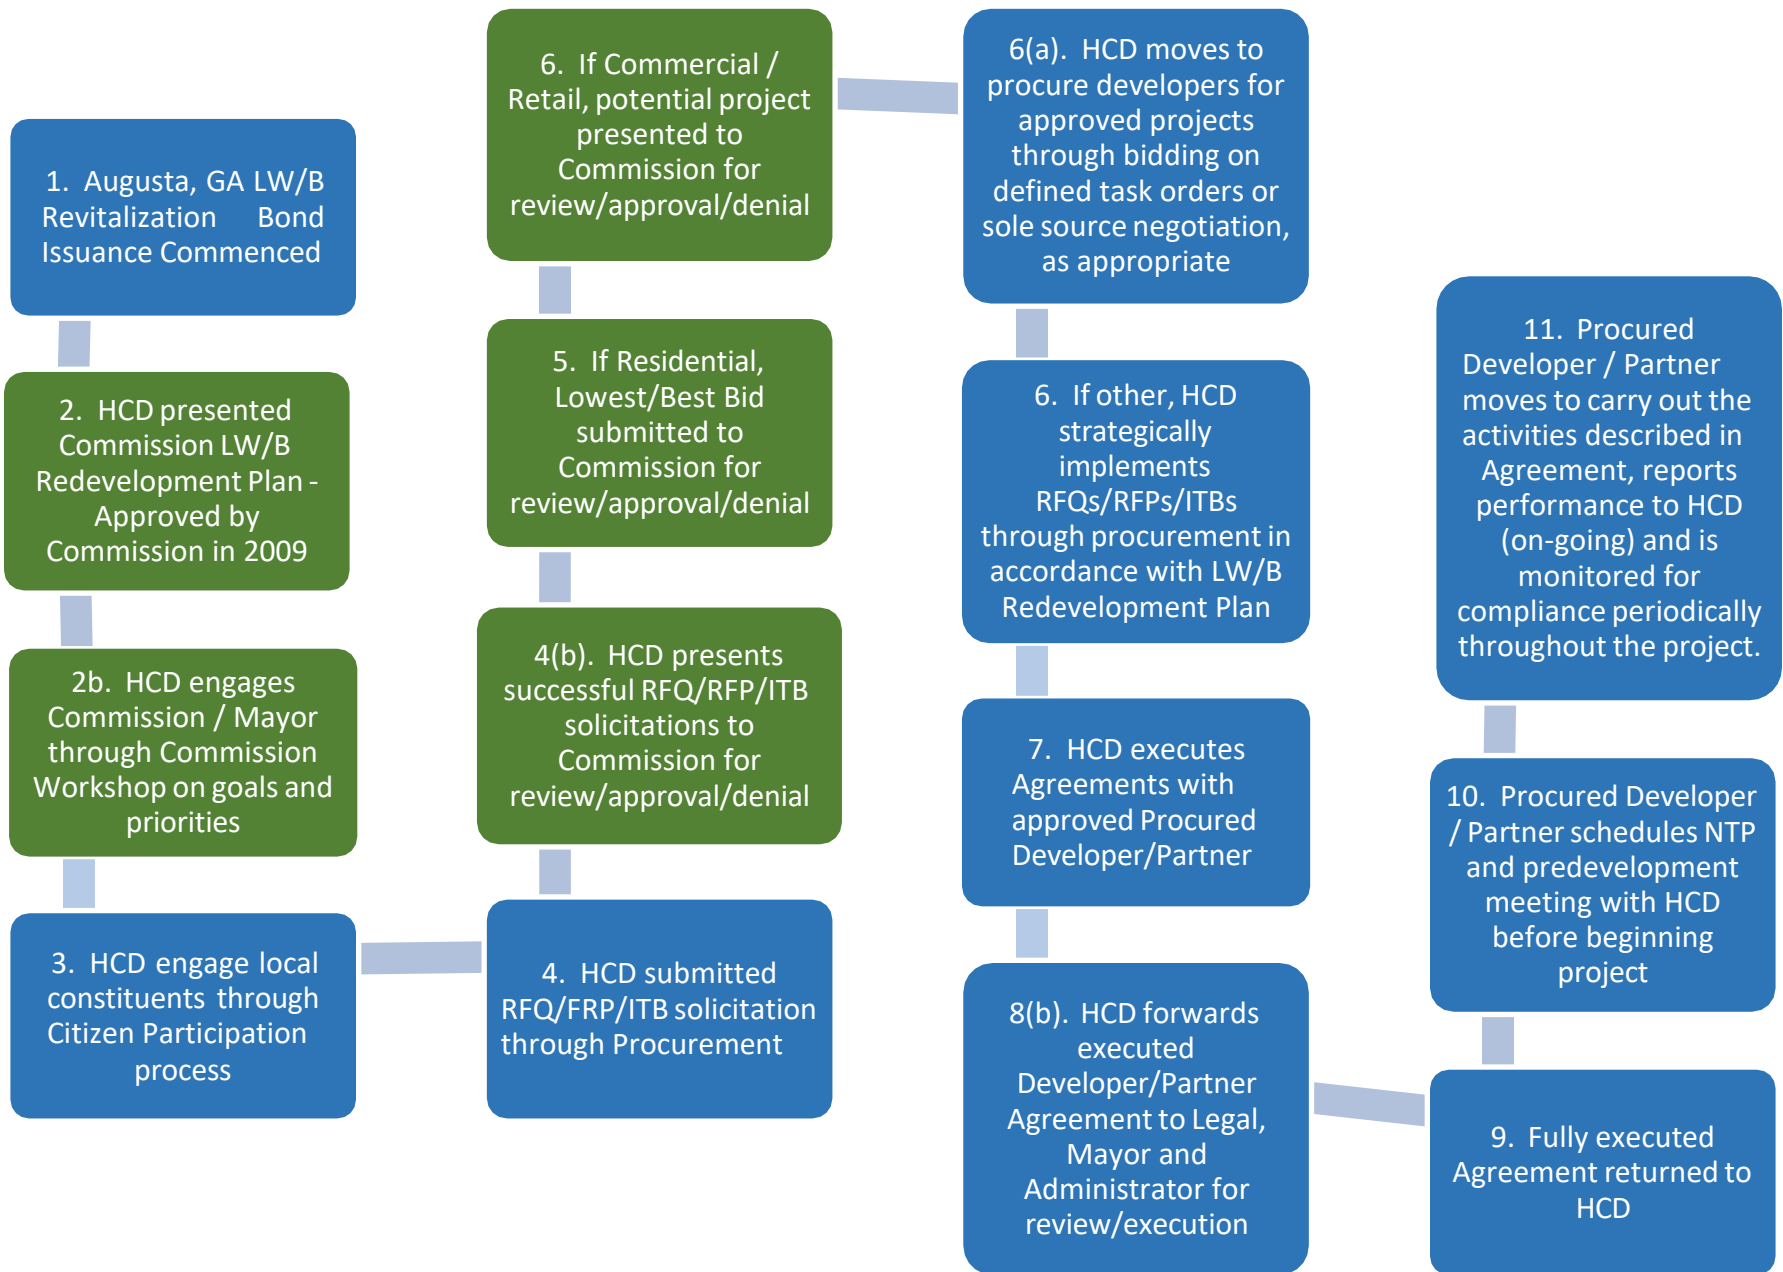 1. Augusta, GA LW/B
Revitalization Bond
Issuance Commenced
2. HCD presented
Commission LW/B
Redevelopment Plan -
Approved by
Commission in 2009
2b. HCD engages
Commission / Mayor
through Commission
Workshop on goals and
priorities
3. HCD engage local
constituents through
Citizen Participation
process
4. HCD submitted
RFQ/FRP/ITB solicitation
through Procurement
4(b). HCD presents
successful RFQ/RFP/ITB
solicitations to
Commission for
review/approval/denial
5. If Residential,
Lowest/Best Bid
submitted to
Commission for
review/approval/denial
6. If Commercial /
Retail, potential project
presented to
Commission for
review/approval/denial
6(a). HCD moves to
procure developers for
approved projects
through bidding on
defined task orders or
sole source negotiation,
as appropriate
6. If other, HCD
strategically
implements
RFQs/RFPs/ITBs
through procurement in
accordance with LW/B
Redevelopment Plan
7. HCD executes
Agreements with
approved Procured
Developer/Partner
8(b). HCD forwards
executed
Developer/Partner
Agreement to Legal,
Mayor and
Administrator for
review/execution
9. Fully executed
Agreement returned to
HCD
10. Procured Developer
/ Partner schedules NTP
and predevelopment
meeting with HCD
before beginning
project
11. Procured
Developer / Partner
moves to carry out the
activities described in
Agreement, reports
performance to HCD
(on-going) and is
monitored for
compliance periodically
throughout the project.